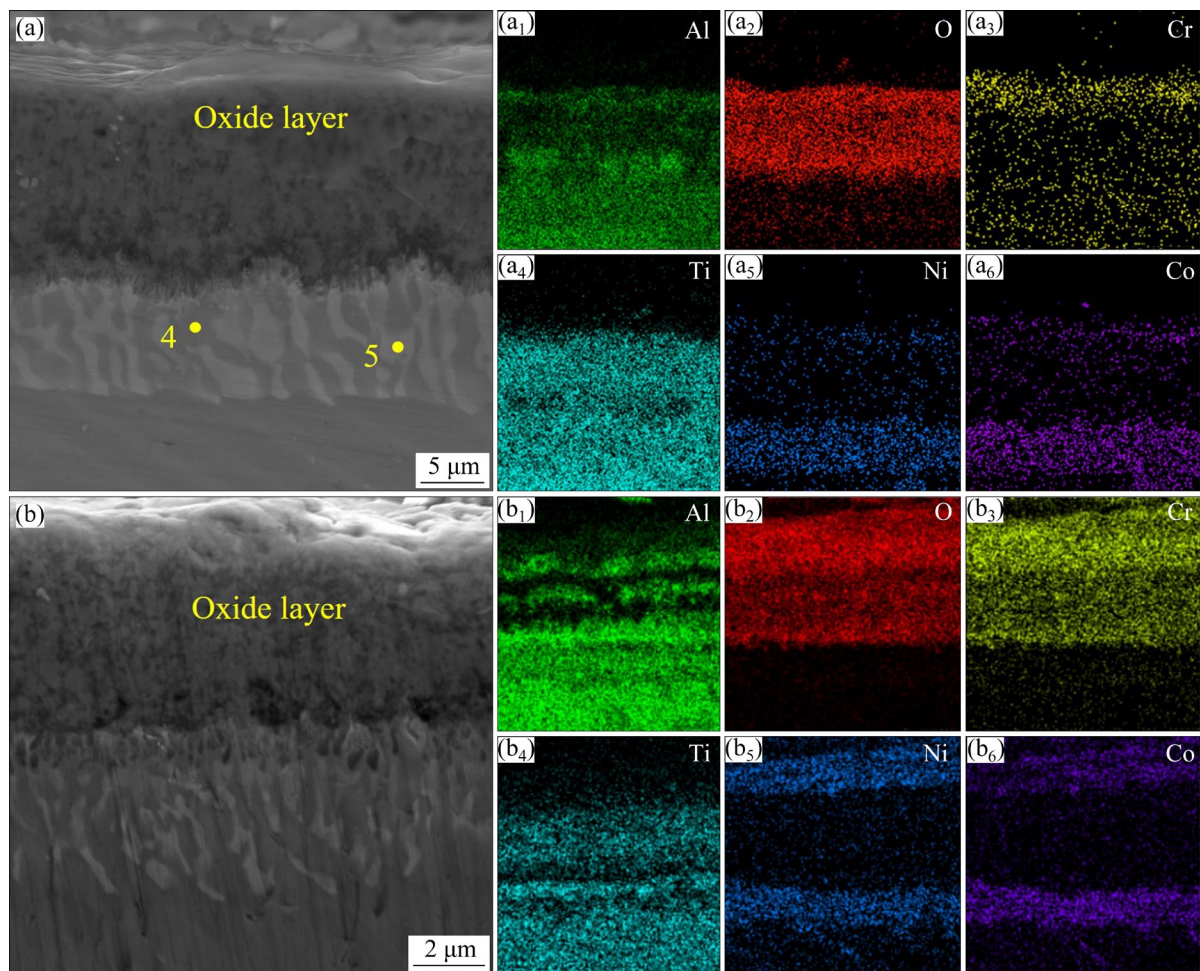 (a)
Oxide layer
4
5
5 μm
(a₁) Al
(a₂) O
(a₃) Cr
(a₄) Ti
(a₅) Ni
(a₆) Co
(b)
Oxide layer
2 μm
(b₁) Al
(b₂) O
(b₃) Cr
(b₄) Ti
(b₅) Ni
(b₆) Co